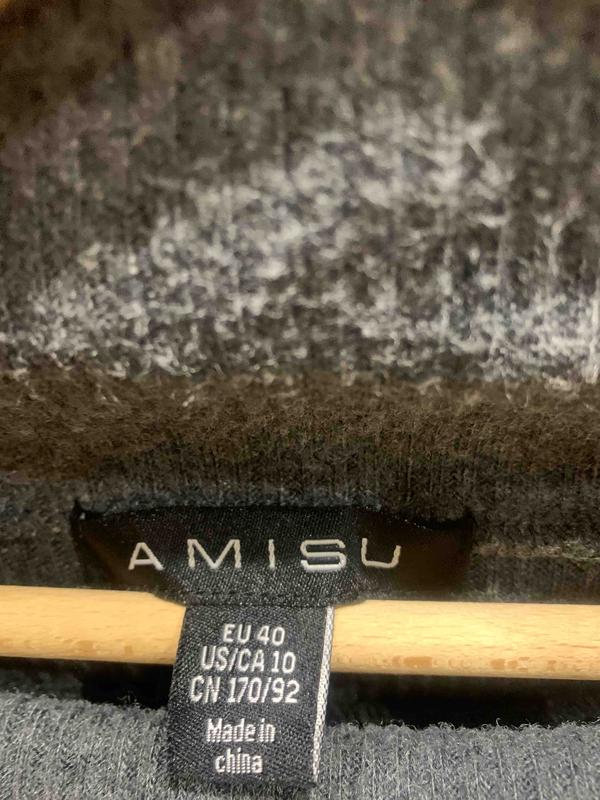 AMISU
EU 40
US/CA 10
CN 170/92
Made in
china